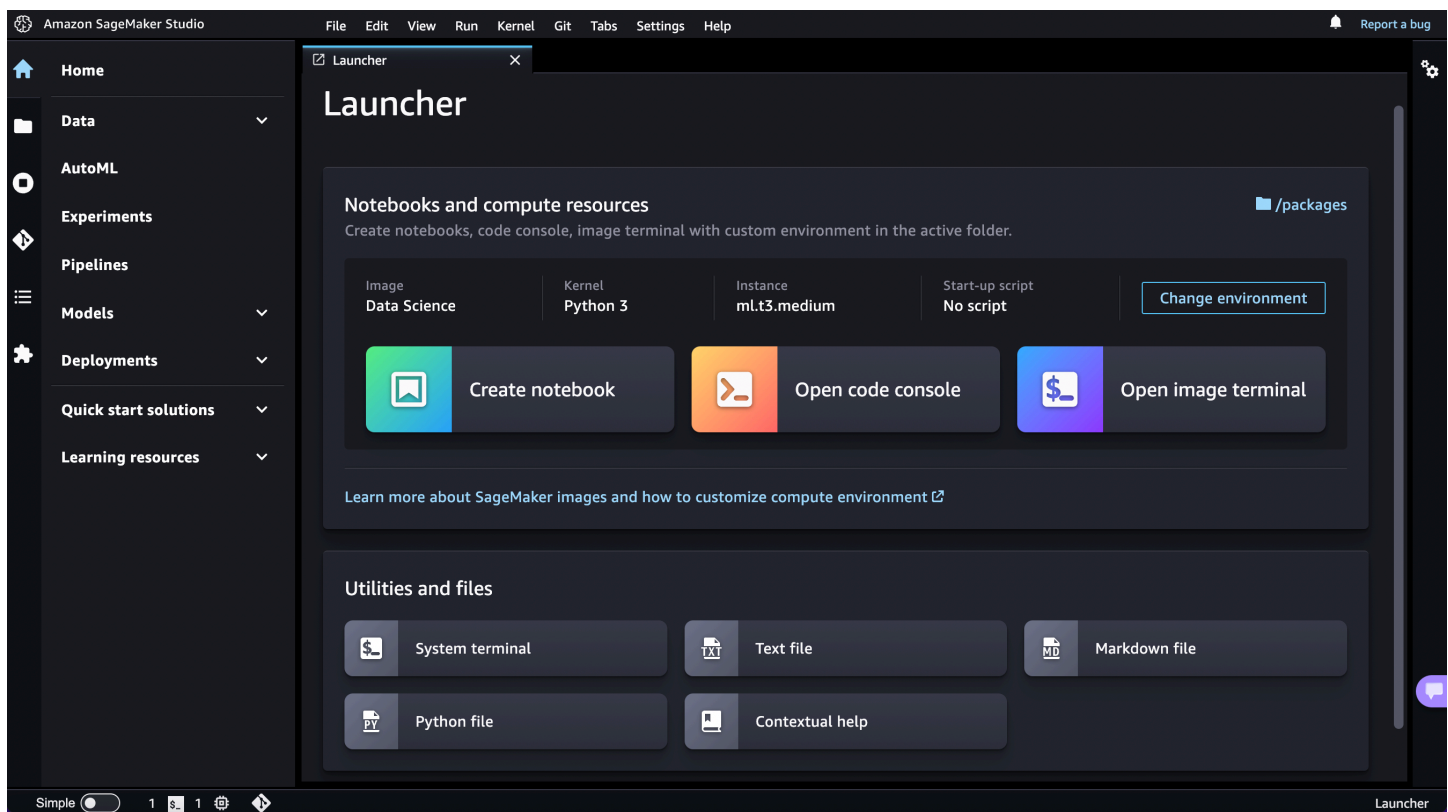 Amazon SageMaker Studio
File Edit View Run Kernel Git Tabs Settings Help
Report a bug
Home
Data
AutoML
Experiments
Pipelines
Models
Deployments
Quick start solutions
Learning resources
Launcher
Launcher
Notebooks and compute resources
/packages
Create notebooks, code console, image terminal with custom environment in the active folder.
Image Kernel Instance Start-up script
Data Science Python 3 ml.t3.medium No script
Change environment
Create notebook
>_ Open code console
$_ Open image terminal
Learn more about SageMaker images and how to customize compute environment
Utilities and files
$_ System terminal
TXT Text file
MD Markdown file
PY Python file
Contextual help
Simple 1 $_ 1
Launcher